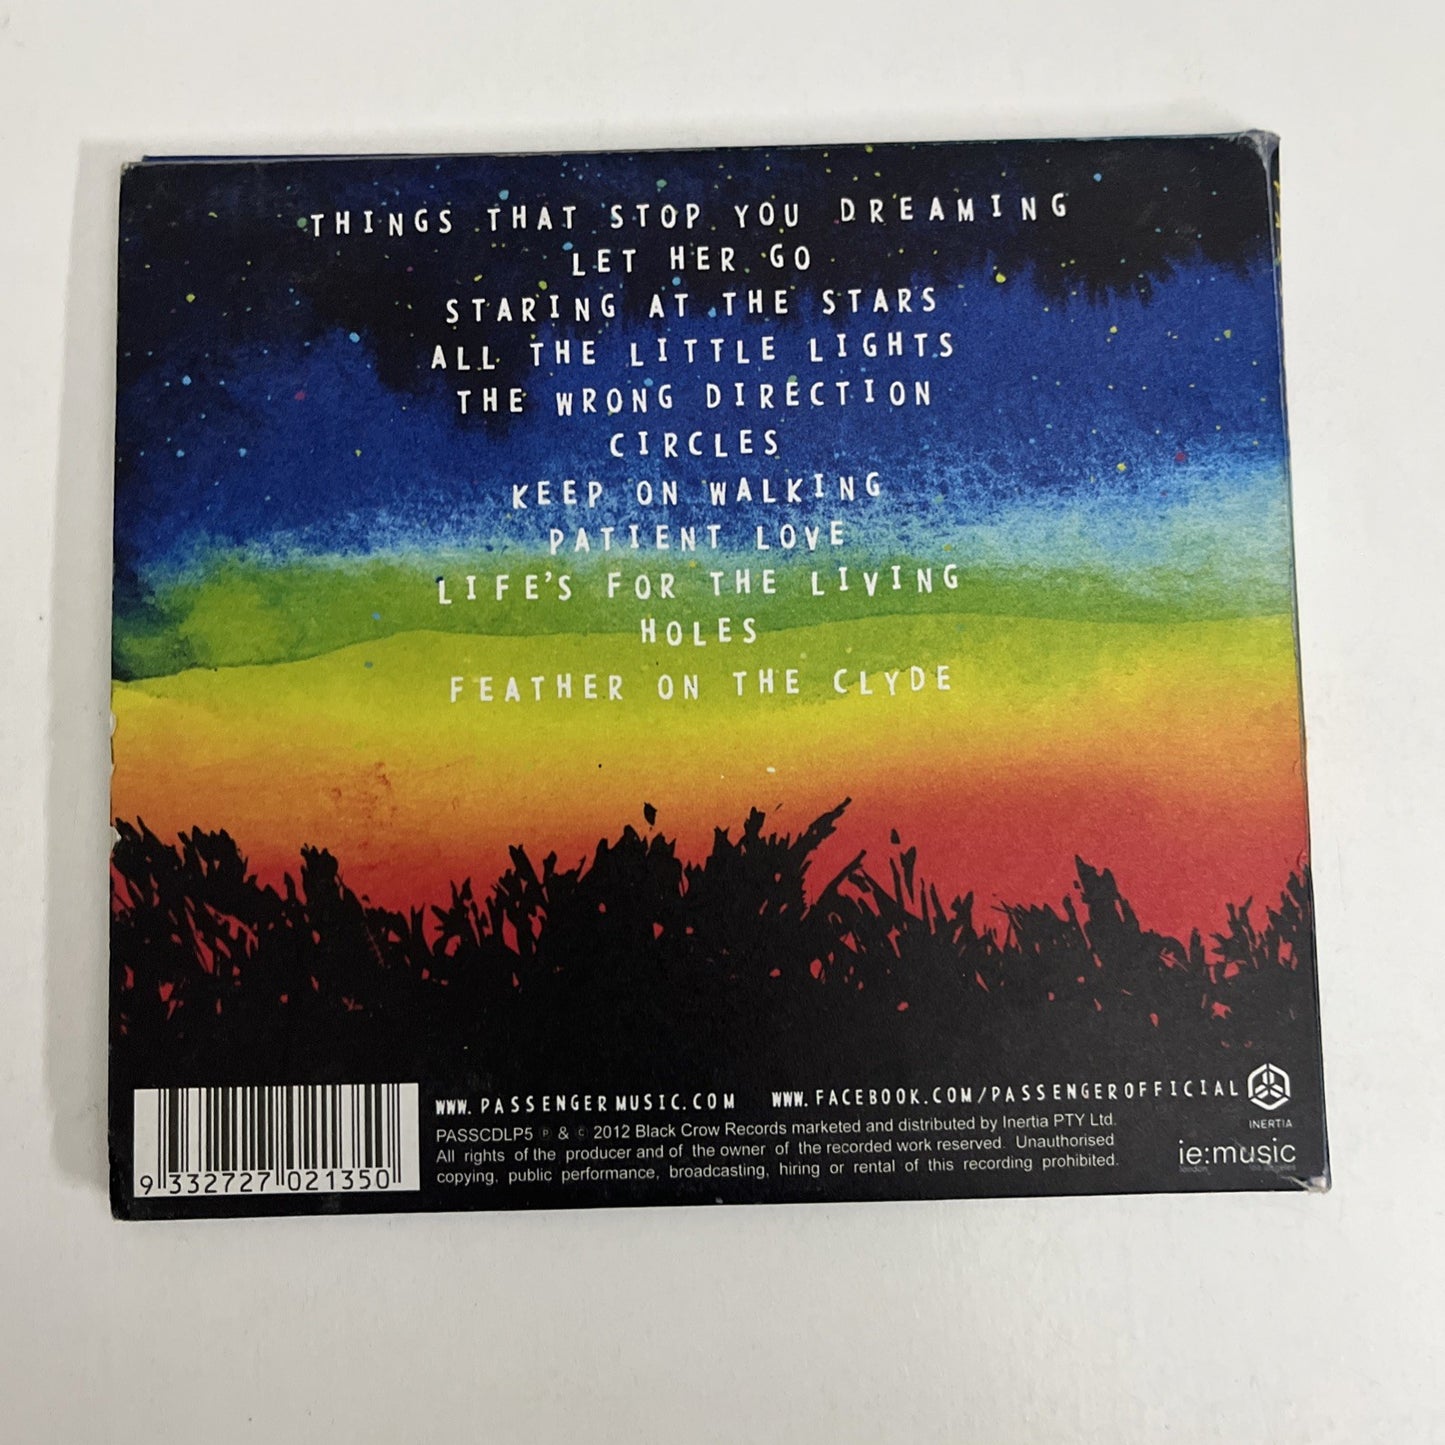 THINGS THAT STOP YOU DREAMING
LET HER GO
STARING AT THE STARS
ALL THE LITTLE LIGHTS
THE WRONG DIRECTION
CIRCLES
KEEP ON WALKING
PATIENT LOVE
LIFE'S FOR THE LIVING
HOLES
FEATHER ON THE CLYDE
WWW.PASSENGERMUSIC.COM WWW.FACEBOOK.COM/PASSENGEROFFICIAL
INERTIA
PASSCDLP5 ℗ & © 2012 Black Crow Records marketed and distributed by Inertia PTY Ltd.
All rights of the producer and of the owner of the recorded work reserved. Unauthorised
copying, public performance, broadcasting, hiring or rental of this recording prohibited.
ie:music
london los angeles
9 332727 021350